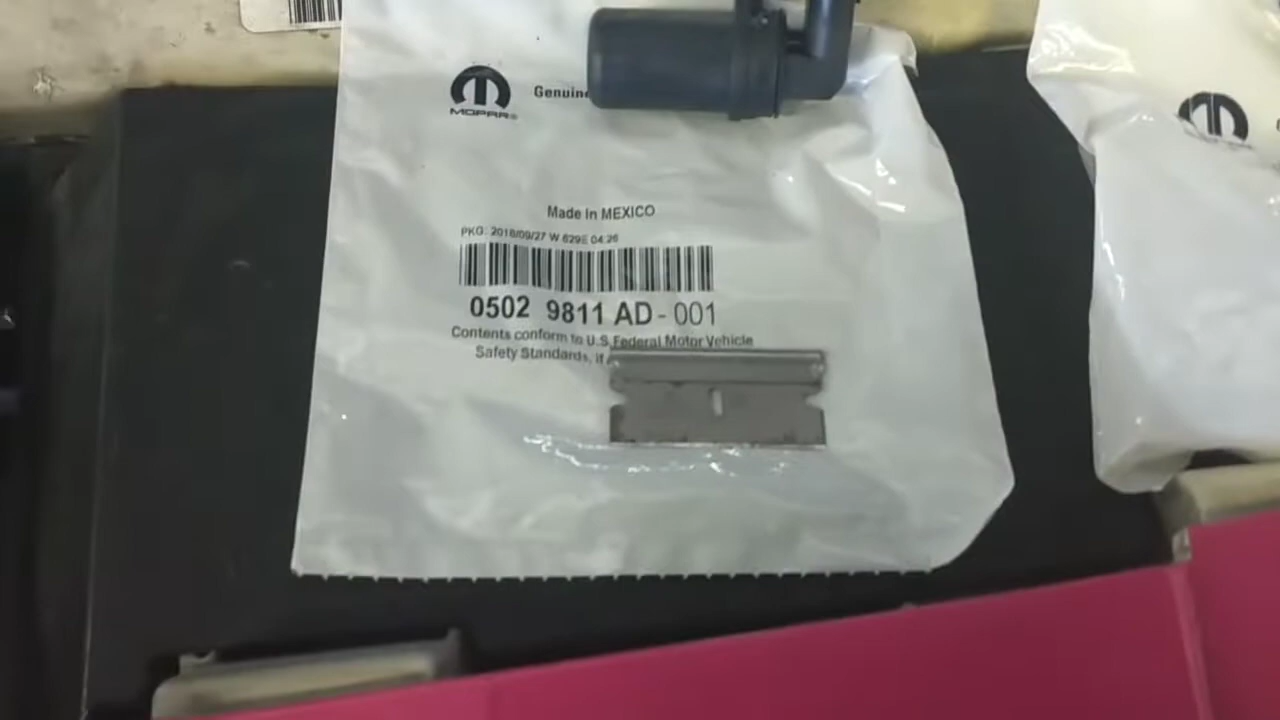 MOPAR®
Genuine
Made in MEXICO
PKG: 2018/09/27 W 629E 04:26
0502 9811 AD - 001
Contents conform to U.S. Federal Motor Vehicle
Safety Standards, if